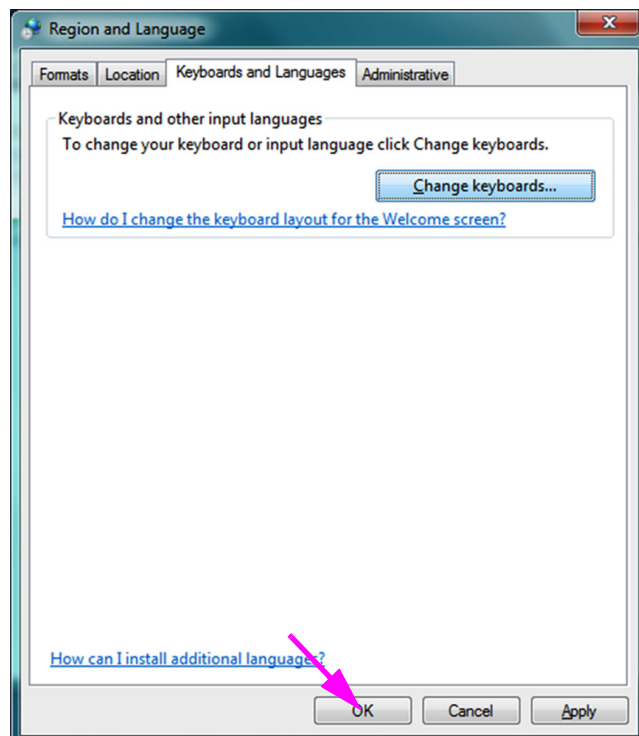 Region and Language
Formats Location Keyboards and Languages Administrative
Keyboards and other input languages
To change your keyboard or input language click Change keyboards.
Change keyboards...
How do I change the keyboard layout for the Welcome screen?
How can I install additional languages?
OK Cancel Apply